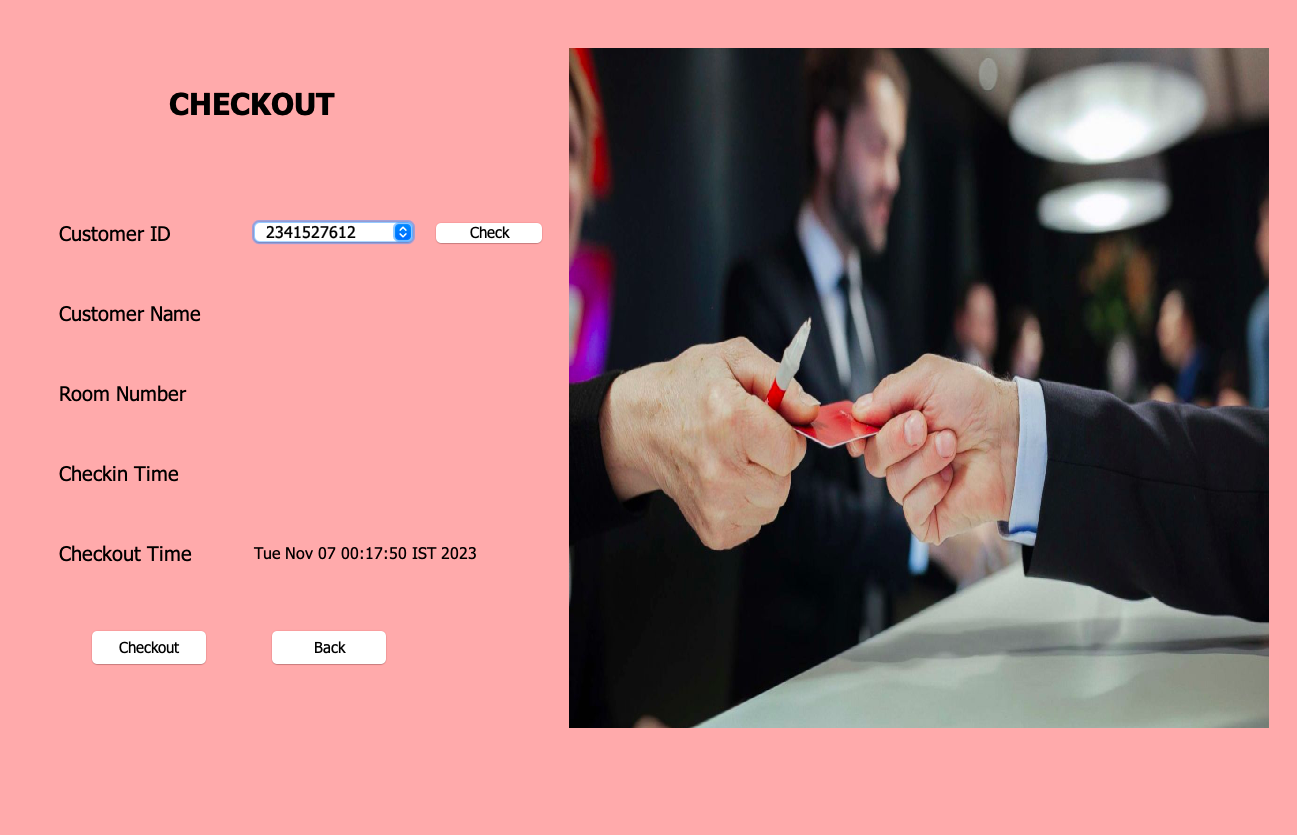 CHECKOUT
Customer ID 2341527612 Check
Customer Name
Room Number
Checkin Time
Checkout Time Tue Nov 07 00:17:50 IST 2023
Checkout Back